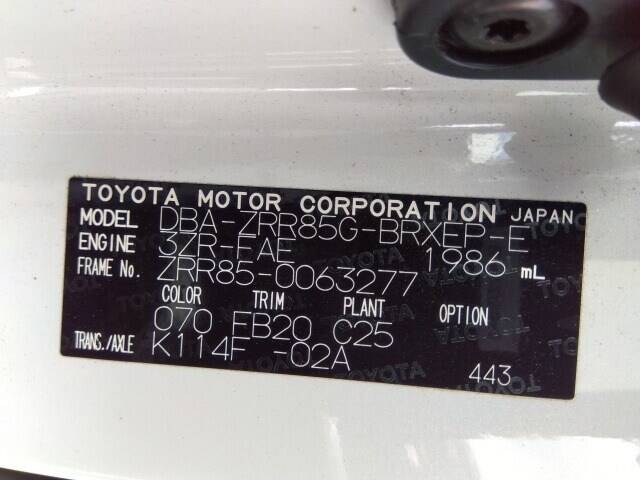 TOYOTA MOTOR CORPORATION JAPAN
MODEL DBA-ZRR85G-BRXEP-E
ENGINE 3ZR-FAE 1986 mL
FRAME No. ZRR85-0063277
COLOR TRIM PLANT OPTION
070 FB20 C25
TRANS./AXLE K114F -02A
443